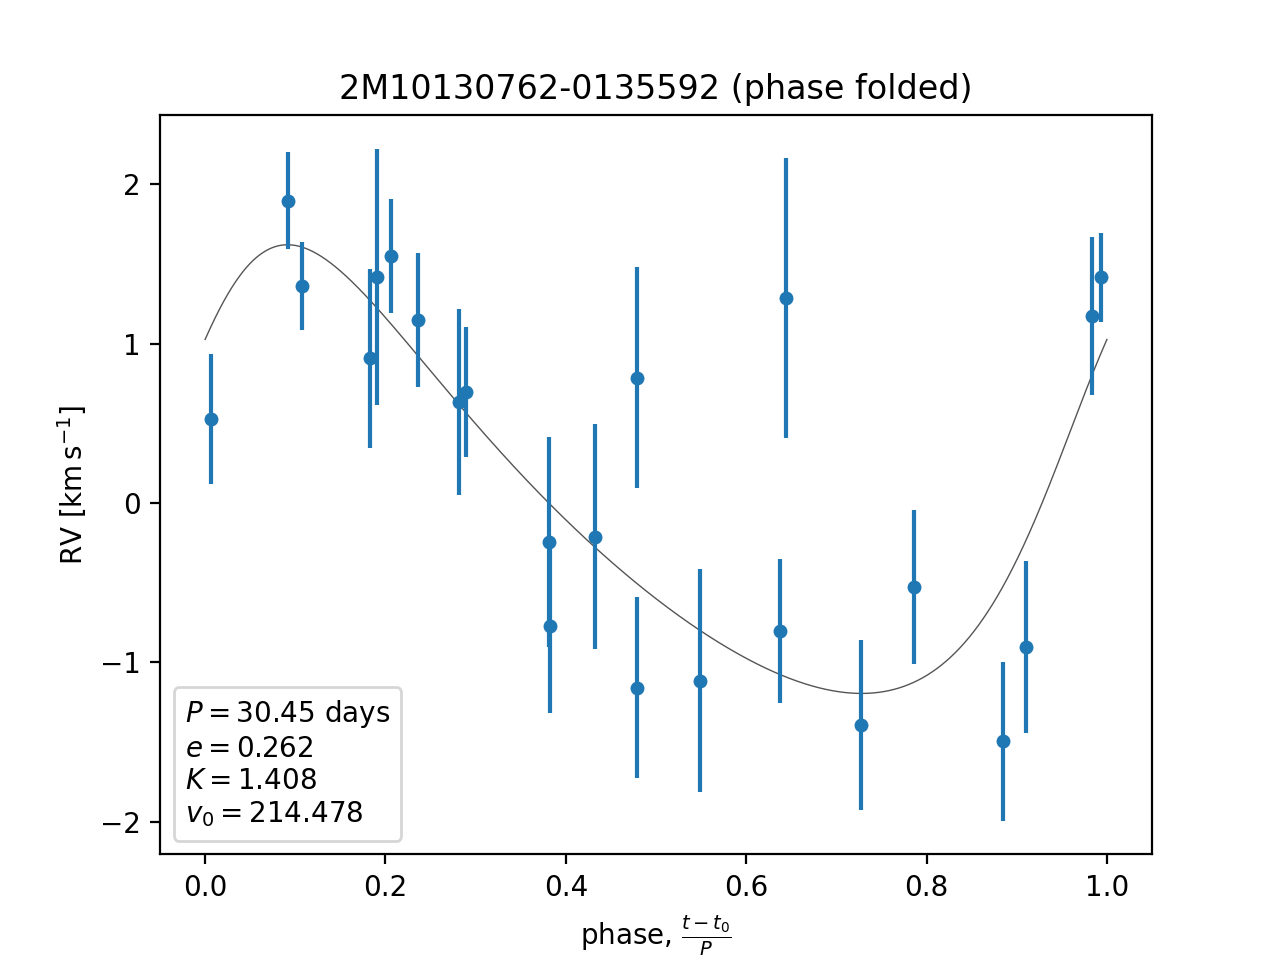 2M10130762-0135592 (phase folded)
RV [km s⁻¹]
2
1
0
−1
−2
P = 30.45 days
e = 0.262
K = 1.408
v₀ = 214.478
0.0 0.2 0.4 0.6 0.8 1.0
phase, (t − t₀)/P